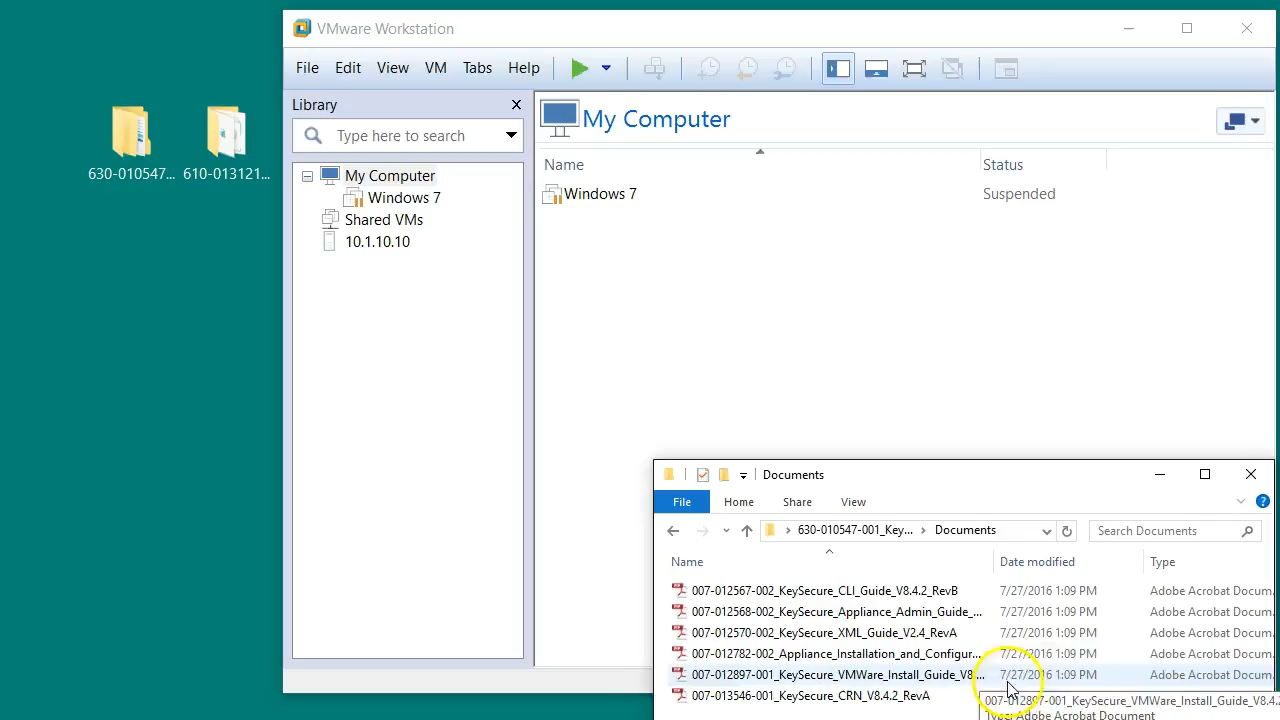 VMware Workstation
File Edit View VM Tabs Help
Library
Type here to search
My Computer
Windows 7
Shared VMs
10.1.10.10
My Computer
Name Status
Windows 7 Suspended
630-010547... 610-013121...
Documents
File Home Share View
630-010547-001_Key... Documents Search Documents
Name Date modified Type
007-012567-002_KeySecure_CLI_Guide_V8.4.2_RevB 7/27/2016 1:09 PM Adobe Acrobat Docum...
007-012568-002_KeySecure_Appliance_Admin_Guide_... 7/27/2016 1:09 PM Adobe Acrobat Docum...
007-012570-002_KeySecure_XML_Guide_V2.4_RevA 7/27/2016 1:09 PM Adobe Acrobat Docum...
007-012782-002_Appliance_Installation_and_Configur... 7/27/2016 1:09 PM Adobe Acrobat Docum...
007-012897-001_KeySecure_VMWare_Install_Guide_V8.... 7/27/2016 1:09 PM Adobe Acrobat Docum...
007-013546-001_KeySecure_CRN_V8.4.2_RevA
007-012897-001_KeySecure_VMWare_Install_Guide_V8.4.2
Type: Adobe Acrobat Document